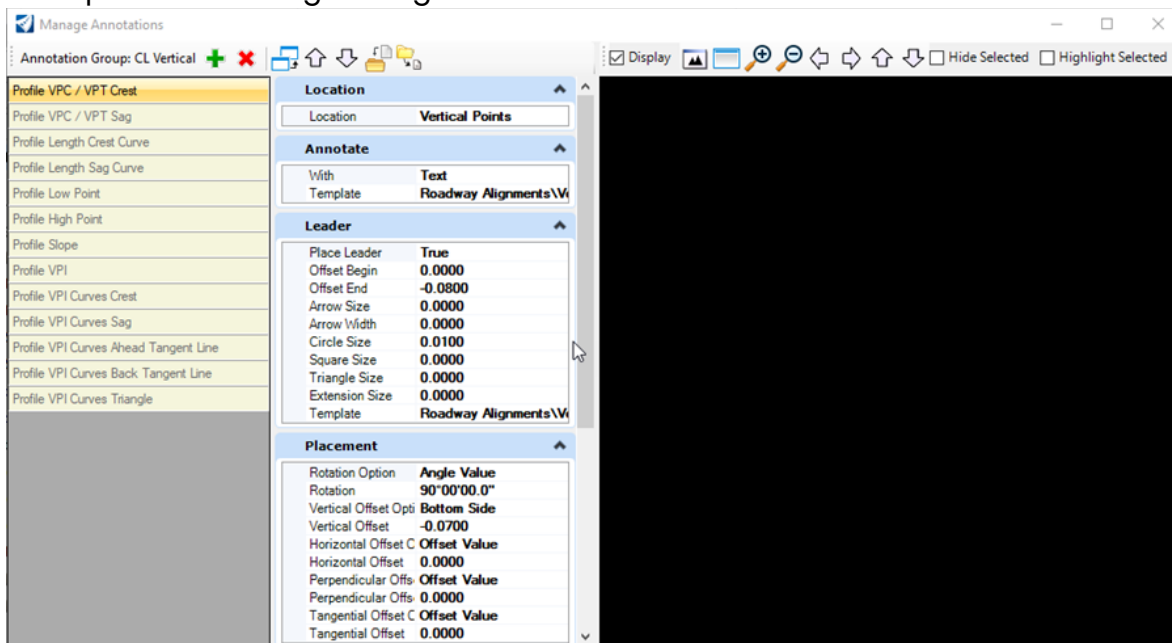 Manage Annotations
Annotation Group: CL Vertical
Display
Hide Selected
Highlight Selected
Profile VPC / VPT Crest
Profile VPC / VPT Sag
Profile Length Crest Curve
Profile Length Sag Curve
Profile Low Point
Profile High Point
Profile Slope
Profile VPI
Profile VPI Curves Crest
Profile VPI Curves Sag
Profile VPI Curves Ahead Tangent Line
Profile VPI Curves Back Tangent Line
Profile VPI Curves Triangle
Location
Location Vertical Points
Annotate
With Text
Template Roadway Alignments\Ve
Leader
Place Leader True
Offset Begin 0.0000
Offset End -0.0800
Arrow Size 0.0000
Arrow Width 0.0000
Circle Size 0.0100
Square Size 0.0000
Triangle Size 0.0000
Extension Size 0.0000
Template Roadway Alignments\Ve
Placement
Rotation Option Angle Value
Rotation 90°00'00.0"
Vertical Offset Opti Bottom Side
Vertical Offset -0.0700
Horizontal Offset C Offset Value
Horizontal Offset 0.0000
Perpendicular Offs Offset Value
Perpendicular Offs 0.0000
Tangential Offset C Offset Value
Tangential Offset 0.0000